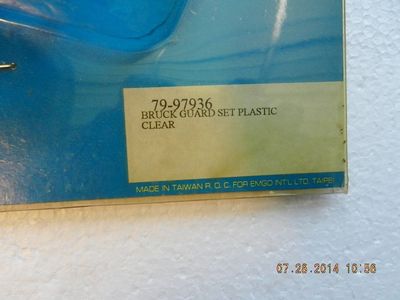 79-97936
BRUCK GUARD SET PLASTIC
CLEAR
MADE IN TAIWAN R. O. C. FOR EMGO INT'L LTD. TAIPEI
07.26.2014 10:56